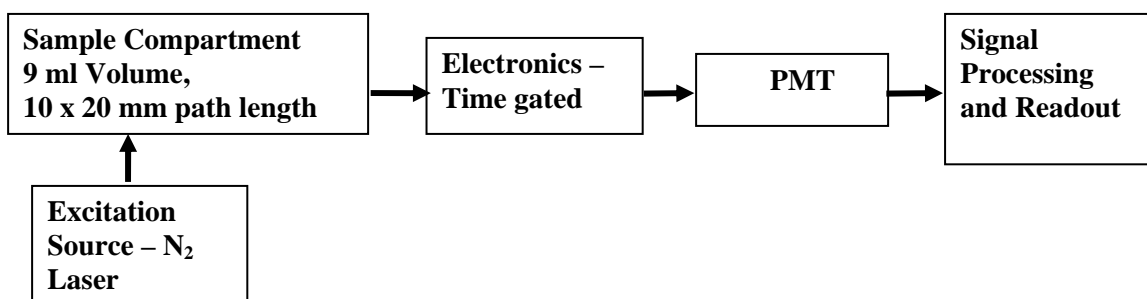 Sample Compartment
9 ml Volume,
10 x 20 mm path length
Electronics –
Time gated
PMT
Signal
Processing
and Readout
Excitation
Source – N₂
Laser